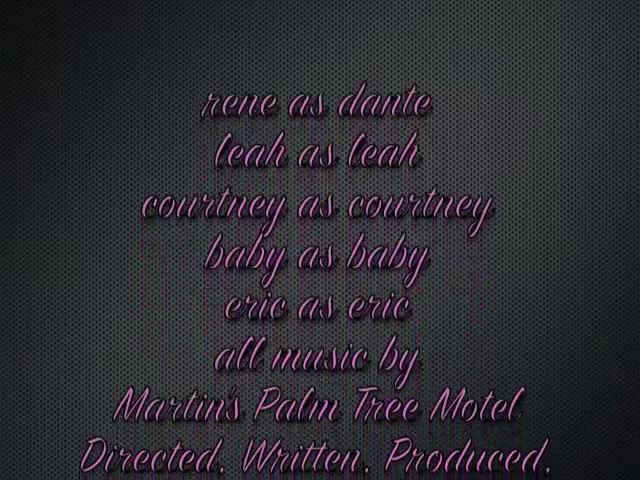 rene as dante
leah as leah
courtney as courtney
baby as baby
eric as eric
all music by
Martin's Palm Tree Motel
Directed. Written. Produced.